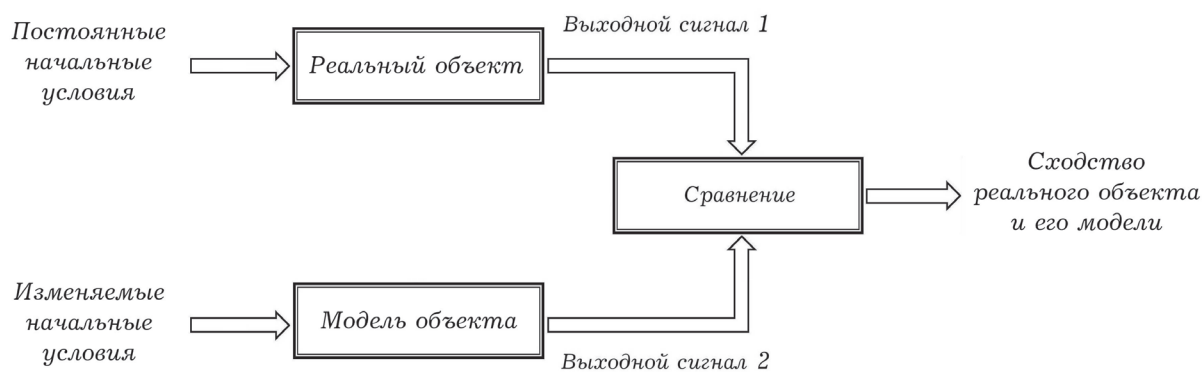 Постоянные
начальные
условия
Реальный объект
Выходной сигнал 1
Сравнение
Сходство
реального объекта
и его модели
Изменяемые
начальные
условия
Модель объекта
Выходной сигнал 2